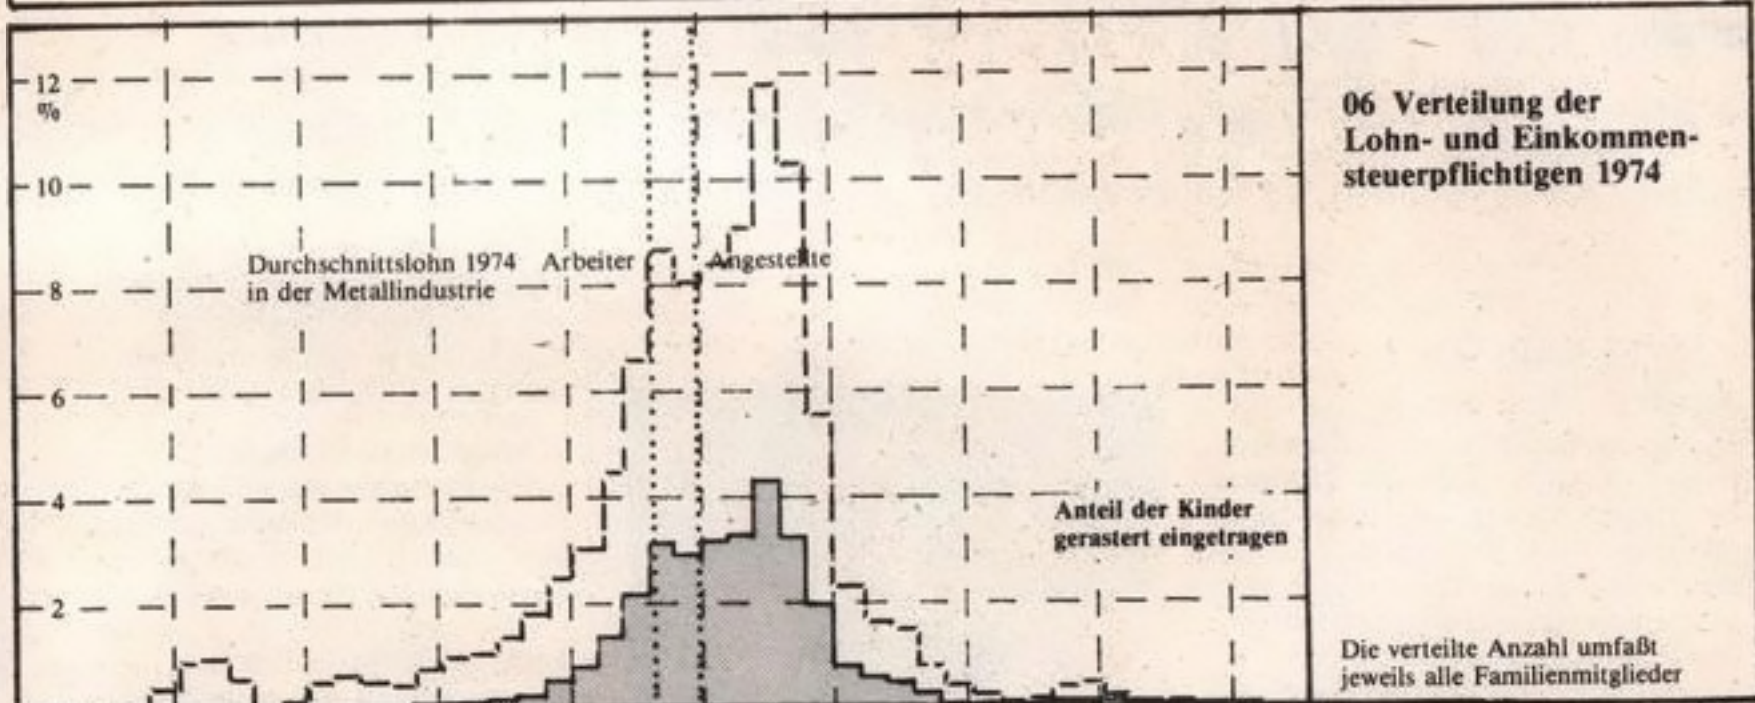 12
%
10
8
6
4
2
Durchschnittslohn 1974 Arbeiter Angestellte
in der Metallindustrie
Anteil der Kinder
gerastert eingetragen
06 Verteilung der
Lohn- und Einkommen-
steuerpflichtigen 1974
Die verteilte Anzahl umfaßt
jeweils alle Familienmitglieder